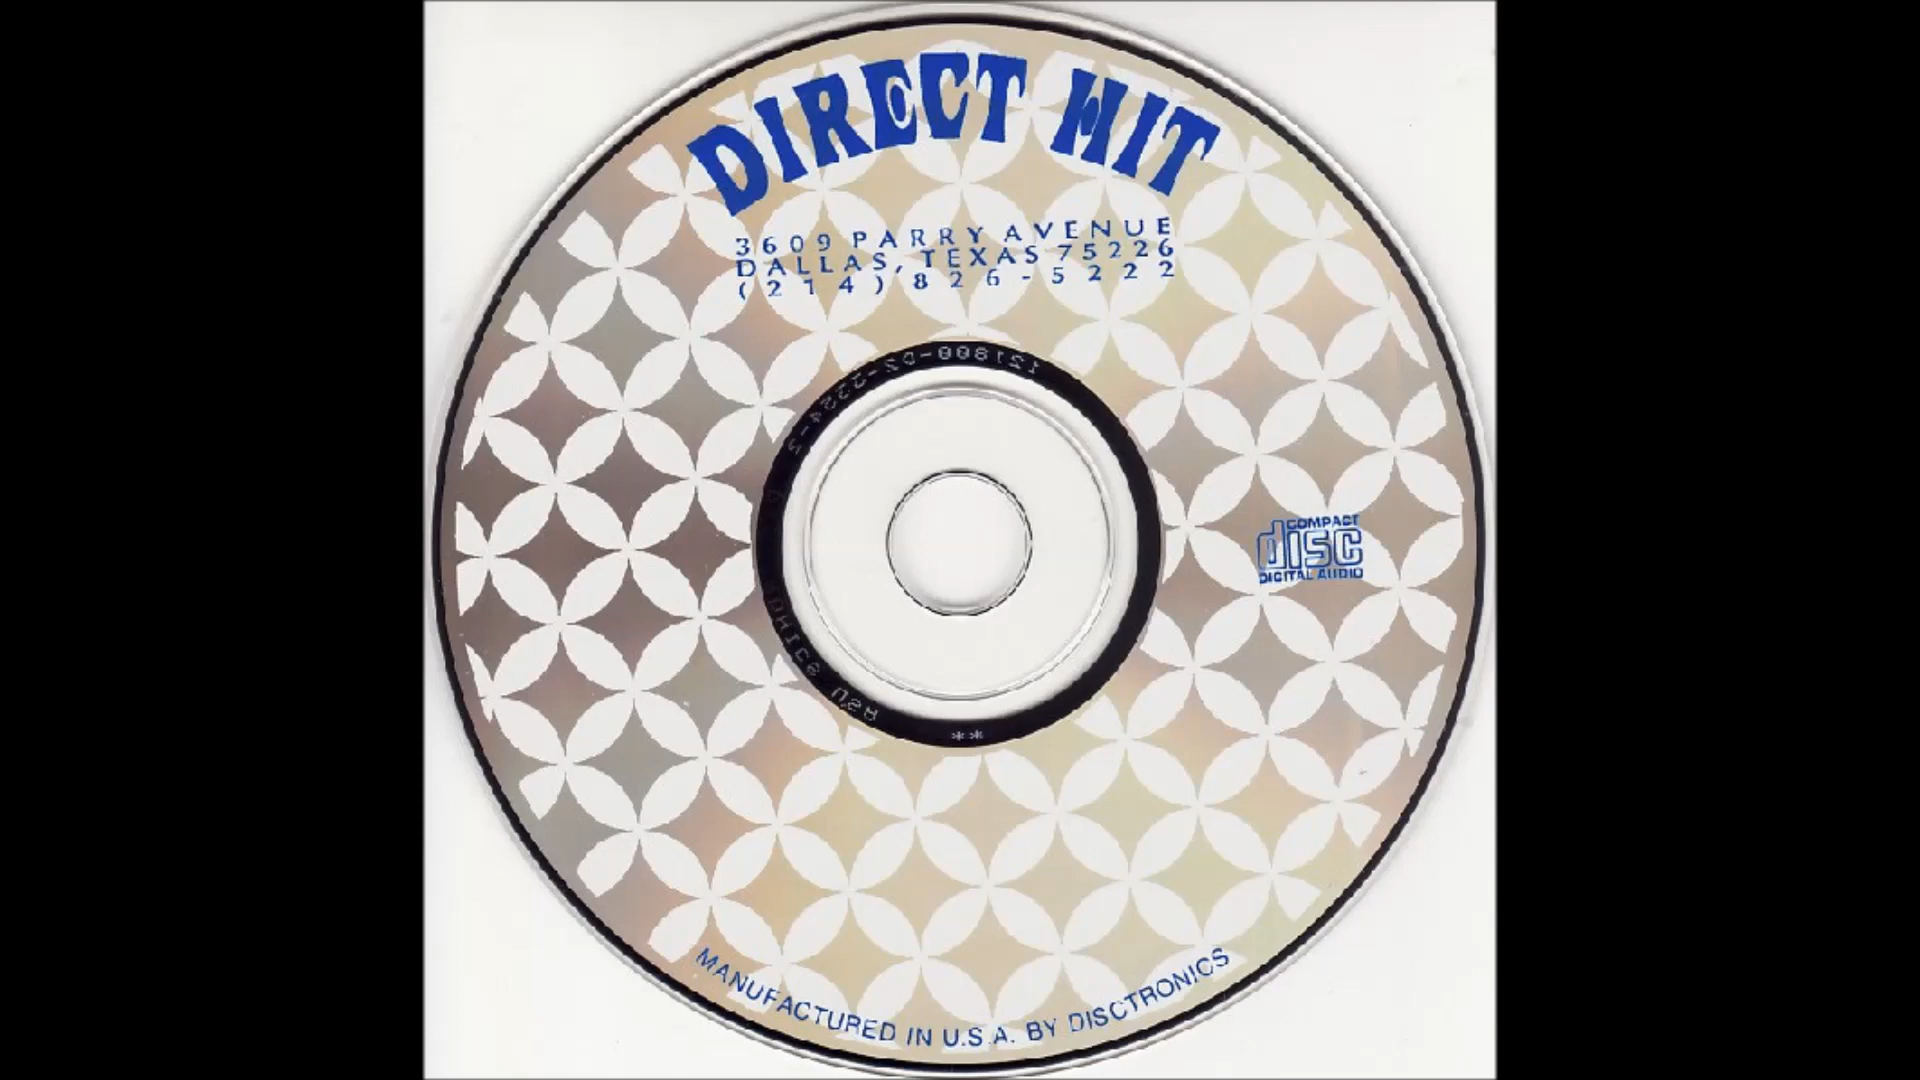 DIRECT HIT
3609 PARRY AVENUE
DALLAS, TEXAS 75226
(214) 826-5222
COMPACT
disc
DIGITAL AUDIO
MANUFACTURED IN U.S.A. BY DISCTRONICS
**